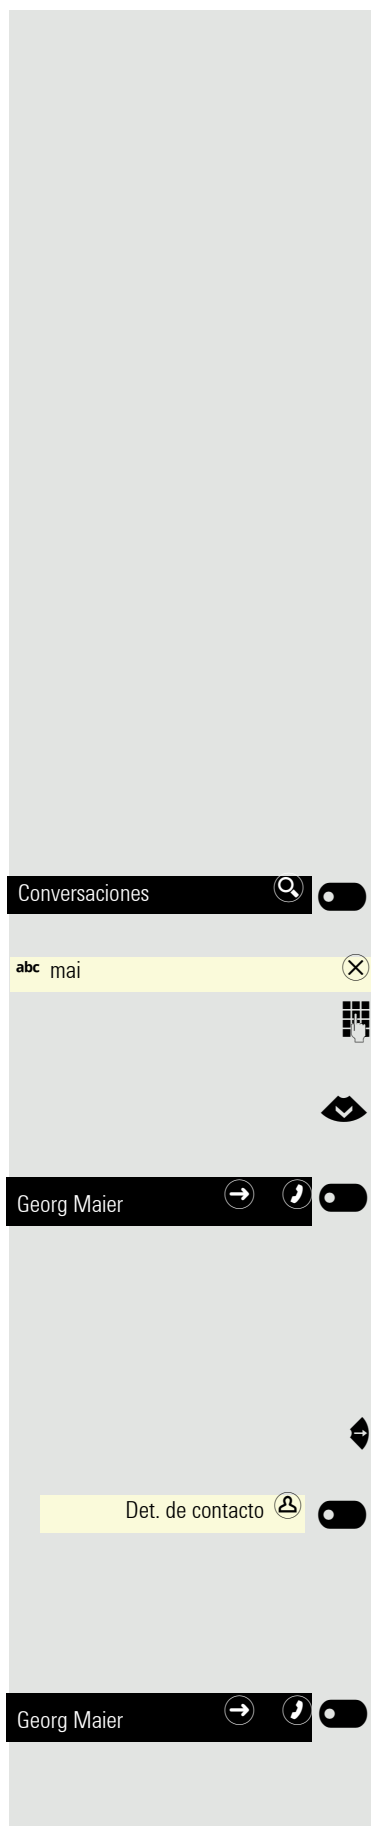 Conversaciones
abc mai
Georg Maier
Det. de contacto
Georg Maier